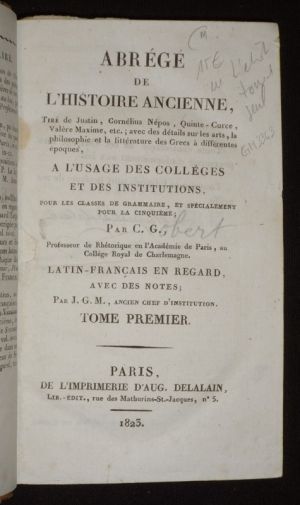 ABRÉGÉ
DE
L'HISTOIRE ANCIENNE,
Tiré de Justin, Cornélius Népos, Quinte-Curce,
Valère Maxime, etc.; avec des détails sur les arts, la
philosophie et la littérature des Grecs à différentes
époques,
A L'USAGE DES COLLÉGES
ET DES INSTITUTIONS,
POUR LES CLASSES DE GRAMMAIRE, ET SPÉCIALEMENT
POUR LA CINQUIÈME;
Par C. G.,
Professeur de Rhétorique en l'Académie de Paris, au
Collége Royal de Charlemagne.
LATIN-FRANÇAIS EN REGARD,
AVEC DES NOTES;
Par J. G. M., ANCIEN CHEF D'INSTITUTION.
TOME PREMIER.
PARIS,
DE L'IMPRIMERIE D'AUG. DELALAIN,
Lib.-Édit., rue des Mathurins-St.-Jacques, n° 5.
1823.